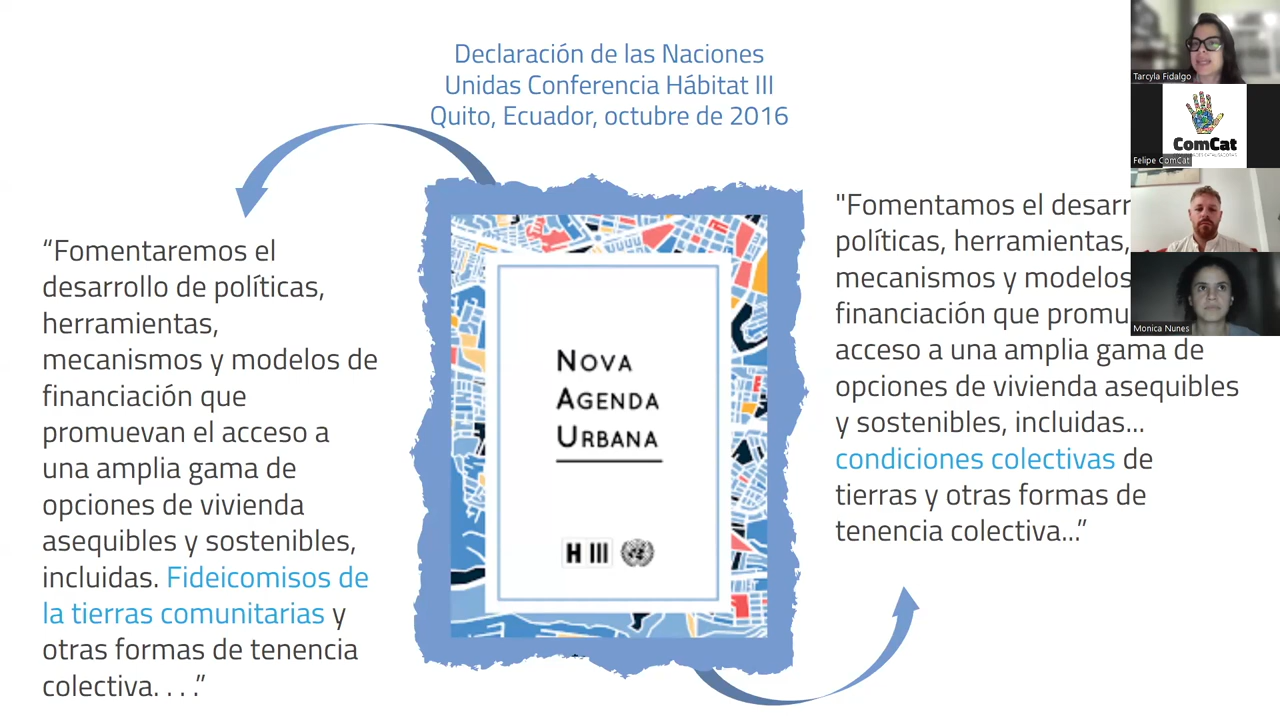 Declaración de las Naciones
Unidas Conferencia Hábitat III
Quito, Ecuador, octubre de 2016
“Fomentaremos el
desarrollo de políticas,
herramientas,
mecanismos y modelos de
financiación que
promuevan el acceso a
una amplia gama de
opciones de vivienda
asequibles y sostenibles,
incluidas. Fideicomisos de
la tierras comunitarias y
otras formas de tenencia
colectiva. . . .”
NOVA
AGENDA
URBANA
H III
"Fomentamos el desarr
políticas, herramientas,
mecanismos y modelos
financiación que promu
acceso a una amplia gama de
opciones de vivienda asequibles
y sostenibles, incluidas...
condiciones colectivas de
tierras y otras formas de
tenencia colectiva...”
Tarcyla Fidalgo
ComCat
Felipe ComCat
Monica Nunes